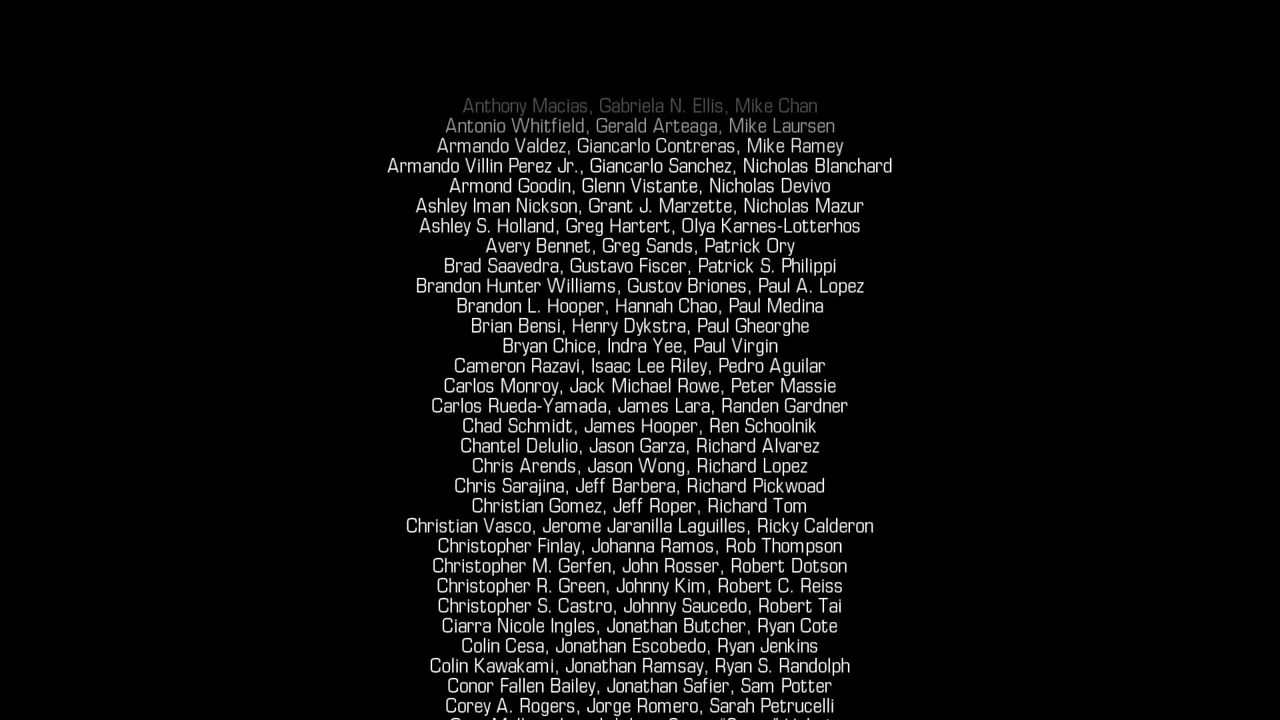 Anthony Macias, Gabriela N. Ellis, Mike Chan
Antonio Whitfield, Gerald Arteaga, Mike Laursen
Armando Valdez, Giancarlo Contreras, Mike Ramey
Armando Villin Perez Jr., Giancarlo Sanchez, Nicholas Blanchard
Armond Goodin, Glenn Vistante, Nicholas Devivo
Ashley Iman Nickson, Grant J. Marzette, Nicholas Mazur
Ashley S. Holland, Greg Hartert, Olya Karnes-Lotterhos
Avery Bennet, Greg Sands, Patrick Ory
Brad Saavedra, Gustavo Fiscer, Patrick S. Philippi
Brandon Hunter Williams, Gustov Briones, Paul A. Lopez
Brandon L. Hooper, Hannah Chao, Paul Medina
Brian Bensi, Henry Dykstra, Paul Gheorghe
Bryan Chice, Indra Yee, Paul Virgin
Cameron Razavi, Isaac Lee Riley, Pedro Aguilar
Carlos Monroy, Jack Michael Rowe, Peter Massie
Carlos Rueda-Yamada, James Lara, Randen Gardner
Chad Schmidt, James Hooper, Ren Schoolnik
Chantel Delulio, Jason Garza, Richard Alvarez
Chris Arends, Jason Wong, Richard Lopez
Chris Sarajina, Jeff Barbera, Richard Pickwoad
Christian Gomez, Jeff Roper, Richard Tom
Christian Vasco, Jerome Jaranilla Laguilles, Ricky Calderon
Christopher Finlay, Johanna Ramos, Rob Thompson
Christopher M. Gerfen, John Rosser, Robert Dotson
Christopher R. Green, Johnny Kim, Robert C. Reiss
Christopher S. Castro, Johnny Saucedo, Robert Tai
Ciarra Nicole Ingles, Jonathan Butcher, Ryan Cote
Colin Cesa, Jonathan Escobedo, Ryan Jenkins
Colin Kawakami, Jonathan Ramsay, Ryan S. Randolph
Conor Fallen Bailey, Jonathan Safier, Sam Potter
Corey A. Rogers, Jorge Romero, Sarah Petrucelli